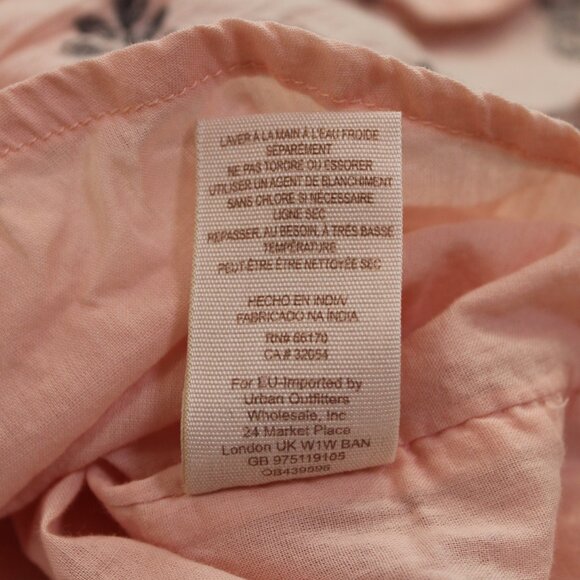 LAVER À LA MAIN À L'EAU FROIDE
SÉPARÉMENT
NE PAS TORDRE OU ESSORER
UTILISER UN AGENT DE BLANCHIMENT
SANS CHLORE SI NÉCESSAIRE
LIGNE SEC
REPASSER, AU BESOIN, À TRÈS BASSE
TEMPÉRATURE
PEUT-ÊTRE ÊTRE NETTOYÉE SEC
HECHO EN INDIA/
FABRICADO NA ÍNDIA
RN# 66170
CA# 32054
For EU-Imported by
Urban Outfitters
Wholesale, Inc
24 Market Place
London UK W1W BAN
GB 975119105
OB439596